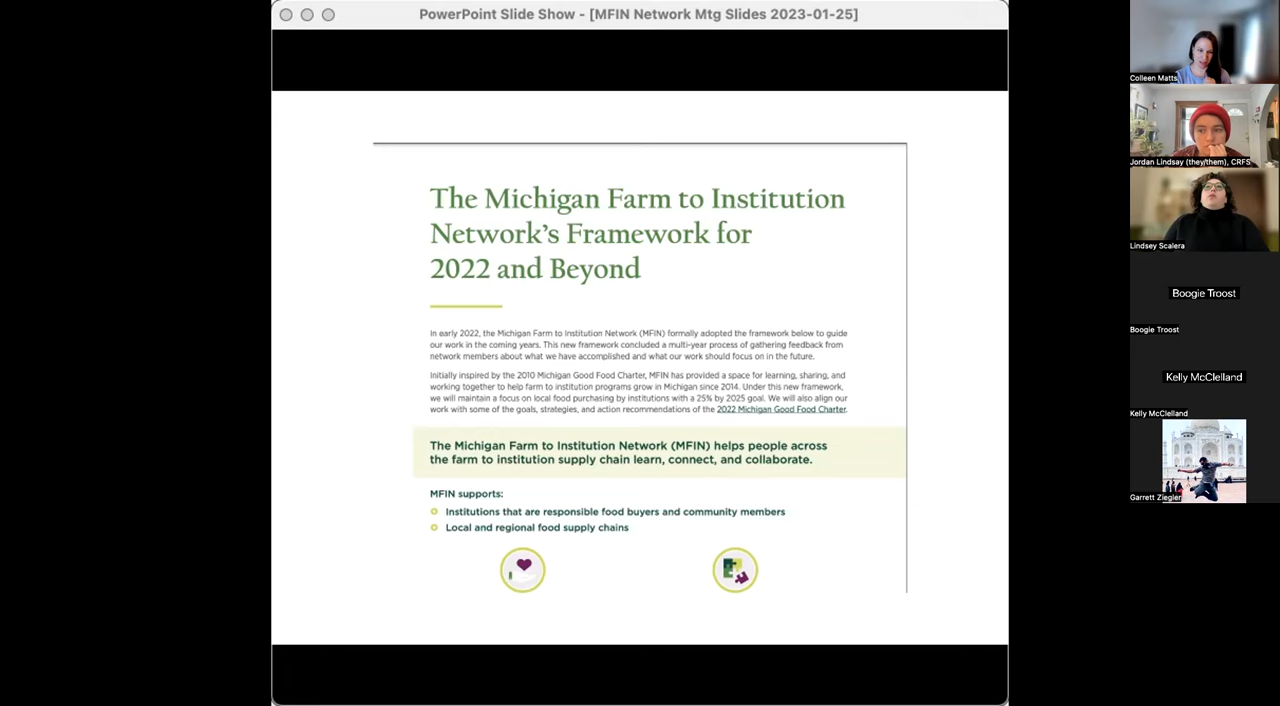 PowerPoint Slide Show - [MFIN Network Mtg Slides 2023-01-25]
The Michigan Farm to Institution
Network's Framework for
2022 and Beyond
In early 2022, the Michigan Farm to Institution Network (MFIN) formally adopted the framework below to guide
our work in the coming years. This new framework concluded a multi-year process of gathering feedback from
network members about what we have accomplished and what our work should focus on in the future.
Initially inspired by the 2010 Michigan Good Food Charter, MFIN has provided a space for learning, sharing, and
working together to help farm to institution programs grow in Michigan since 2014. Under this new framework,
we will maintain a focus on local food purchasing by institutions with a 25% by 2025 goal. We will also align our
work with some of the goals, strategies, and action recommendations of the 2022 Michigan Good Food Charter.
The Michigan Farm to Institution Network (MFIN) helps people across
the farm to institution supply chain learn, connect, and collaborate.
MFIN supports:
Institutions that are responsible food buyers and community members
Local and regional food supply chains
Colleen Matts
Jordan Lindsay (they/them), CRFS
Lindsey Scalera
Boogie Troost
Boogie Troost
Kelly McClelland
Kelly McClelland
Garrett Ziegler